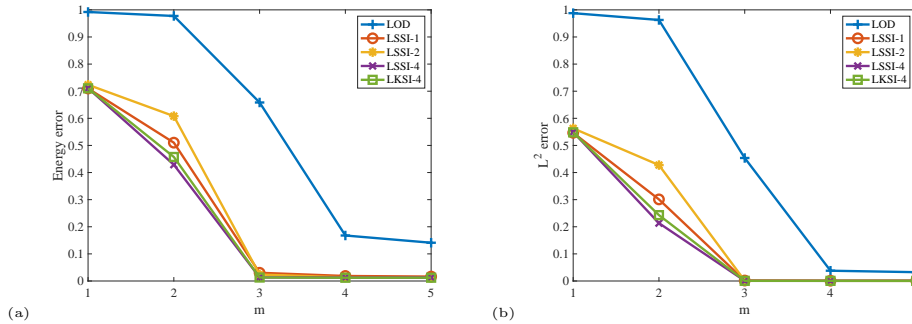 1
0.9
0.8
0.7
0.6
0.5
0.4
0.3
0.2
0.1
0
Energy error
1 2 3 4 5
m
LOD
LSSI-1
LSSI-2
LSSI-4
LKSI-4
(a)
1
0.9
0.8
0.7
0.6
0.5
0.4
0.3
0.2
0.1
0
L² error
1 2 3 4
m
LOD
LSSI-1
LSSI-2
LSSI-4
LKSI-4
(b)